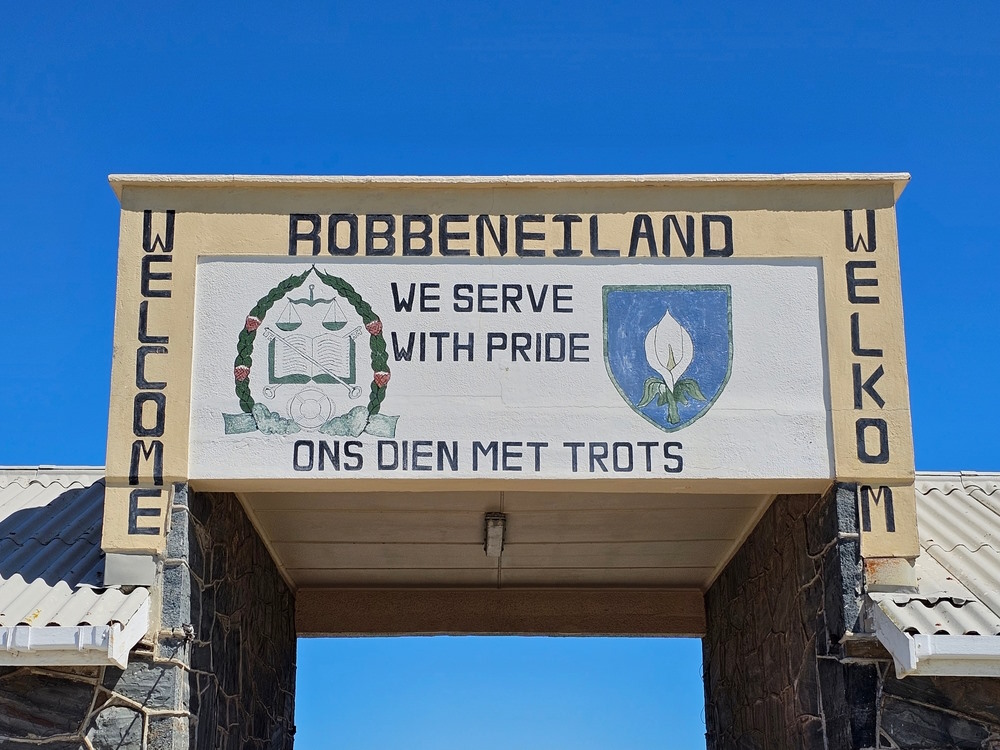 ROBBENEILAND
WELCOME
WE SERVE
WITH PRIDE
ONS DIEN MET TROTS
WELKOM